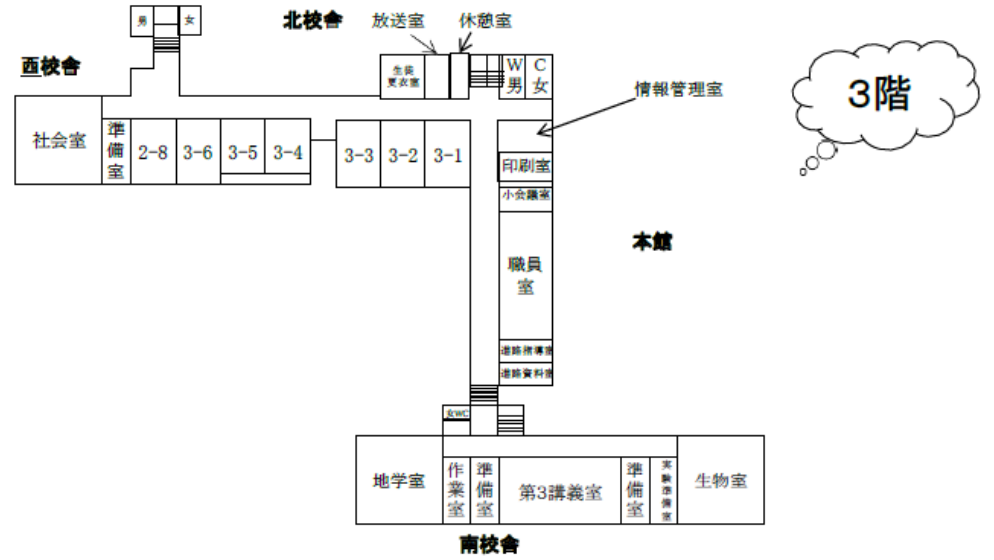 男
女
北校舎
放送室
休憩室
西校舎
生徒
更衣室
W
男
C
女
情報管理室
3階
社会室
準備室
2-8
3-6
3-5
3-4
3-3
3-2
3-1
印刷室
小会議室
本館
職員
室
進路指導室
進路資料室
女WC
地学室
作業室
準備室
第3講義室
準備室
実験準備室
生物室
南校舎